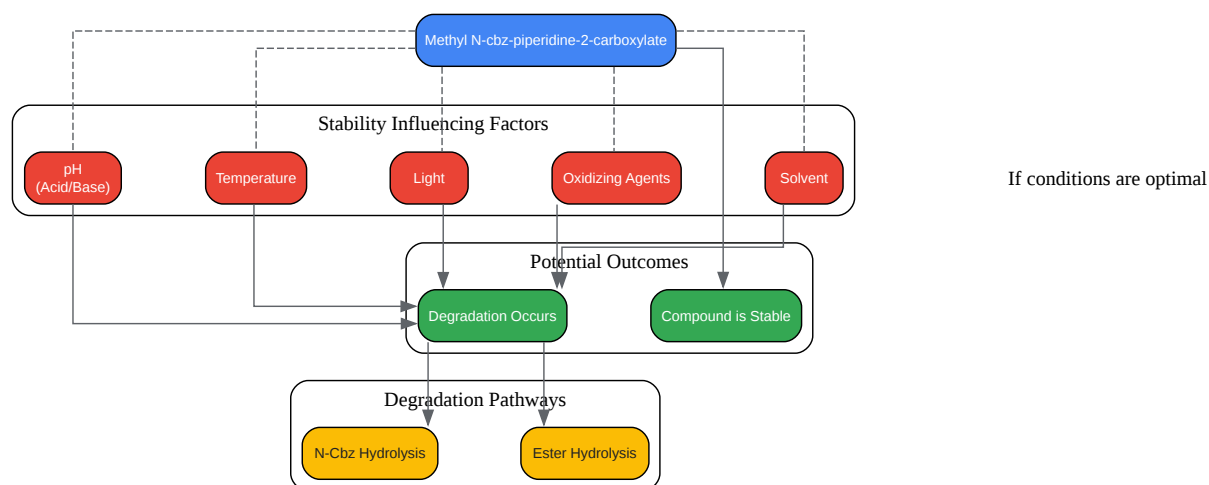 Methyl N-cbz-piperidine-2-carboxylate
Stability Influencing Factors
pH
(Acid/Base)
Temperature
Light
Oxidizing Agents
Solvent
If conditions are optimal
Potential Outcomes
Degradation Occurs
Compound is Stable
Degradation Pathways
N-Cbz Hydrolysis
Ester Hydrolysis